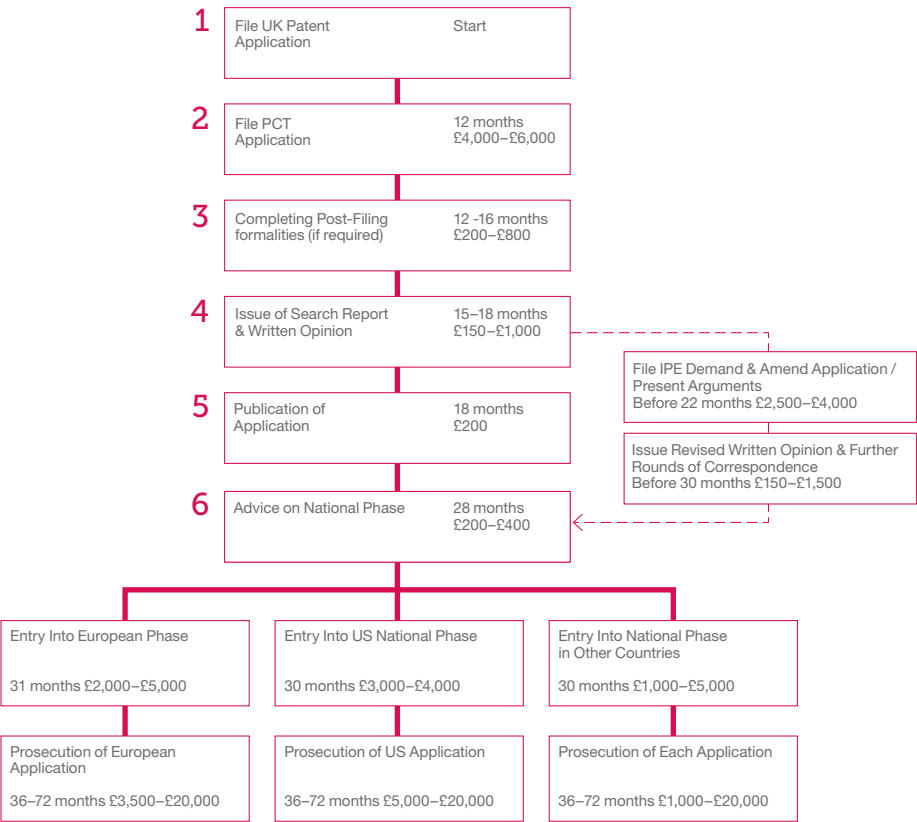 1
File UK Patent
Application
Start
2
File PCT
Application
12 months
£4,000–£6,000
3
Completing Post-Filing
formalities (if required)
12 -16 months
£200–£800
4
Issue of Search Report
& Written Opinion
15–18 months
£150–£1,000
File IPE Demand & Amend Application /
Present Arguments
Before 22 months £2,500–£4,000
5
Publication of
Application
18 months
£200
Issue Revised Written Opinion & Further
Rounds of Correspondence
Before 30 months £150–£1,500
6
Advice on National Phase
28 months
£200–£400
Entry Into European Phase
31 months £2,000–£5,000
Entry Into US National Phase
30 months £3,000–£4,000
Entry Into National Phase
in Other Countries
30 months £1,000–£5,000
Prosecution of European
Application
36–72 months £3,500–£20,000
Prosecution of US Application
36–72 months £5,000–£20,000
Prosecution of Each Application
36–72 months £1,000–£20,000